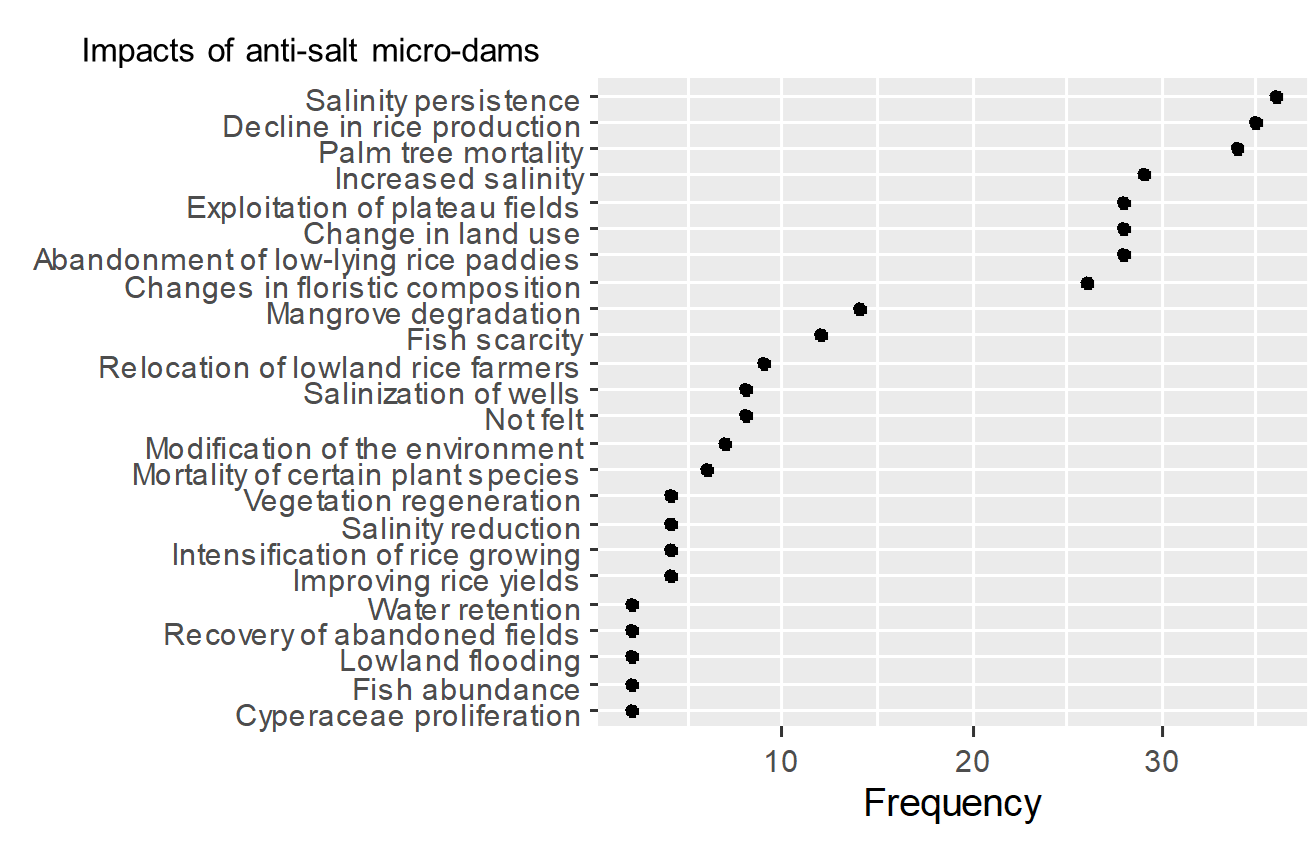 Impacts of anti-salt micro-dams
Salinity persistence
Decline in rice production
Palm tree mortality
Increased salinity
Exploitation of plateau fields
Change in land use
Abandonment of low-lying rice paddies
Changes in floristic composition
Mangrove degradation
Fish scarcity
Relocation of lowland rice farmers
Salinization of wells
Not felt
Modification of the environment
Mortality of certain plant species
Vegetation regeneration
Salinity reduction
Intensification of rice growing
Improving rice yields
Water retention
Recovery of abandoned fields
Lowland flooding
Fish abundance
Cyperaceae proliferation
10 20 30
Frequency